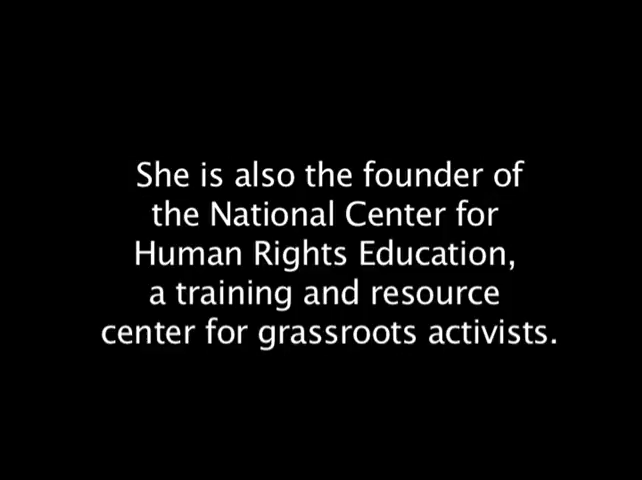 She is also the founder of
the National Center for
Human Rights Education,
a training and resource
center for grassroots activists.